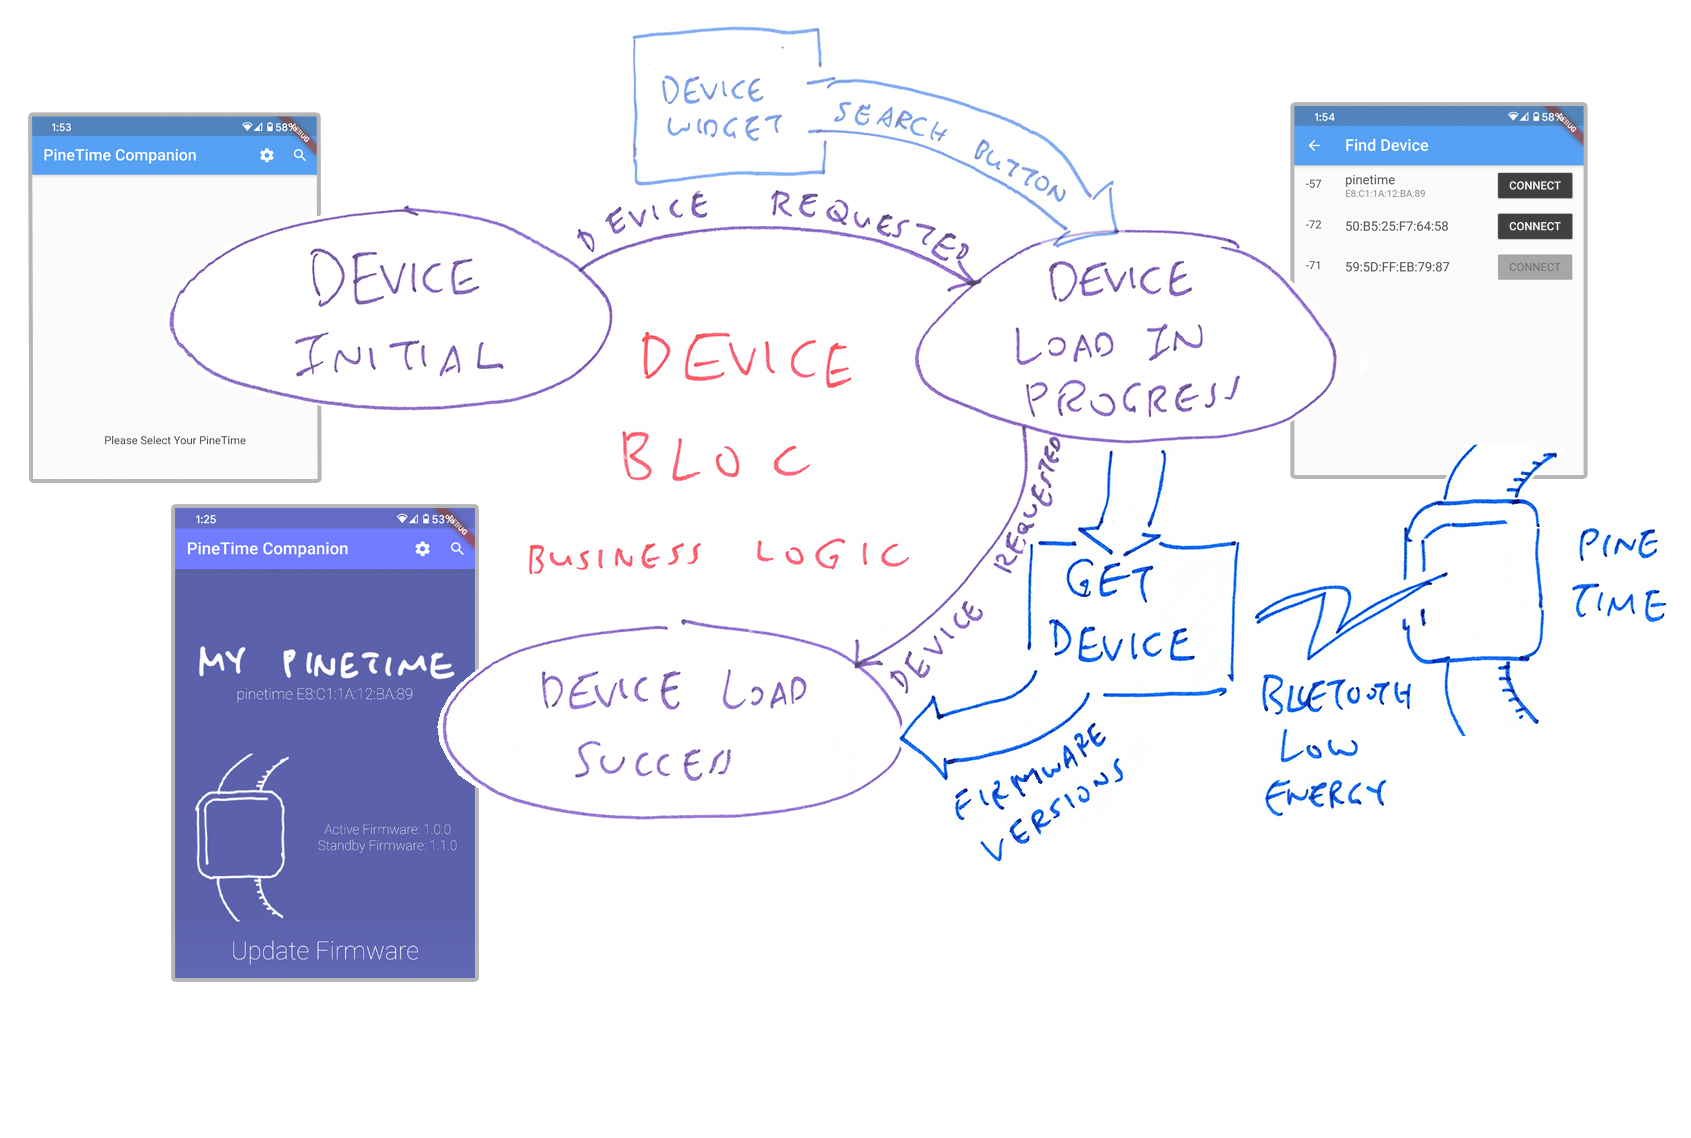 DEVICE
WIDGET
SEARCH BUTTON
1:53
58%
DEBUG
PineTime Companion
Please Select Your PineTime
DEVICE
INITIAL
DEVICE REQUESTED
DEVICE
LOAD IN
PROGRESS
1:54
58%
DEBUG
Find Device
-57
pinetime
E8:C1:1A:12:BA:89
CONNECT
-72
50:B5:25:F7:64:58
CONNECT
-71
59:5D:FF:EB:79:87
CONNECT
DEVICE
BLOC
BUSINESS LOGIC
DEVICE REQUESTED
GET
DEVICE
PINE
TIME
BLUETOOTH
LOW
ENERGY
FIRMWARE
VERSIONS
DEVICE LOAD
SUCCESS
1:25
53%
DEBUG
PineTime Companion
MY PINETIME
pinetime E8:C1:1A:12:BA:89
Active Firmware: 1.0.0
Standby Firmware: 1.1.0
Update Firmware